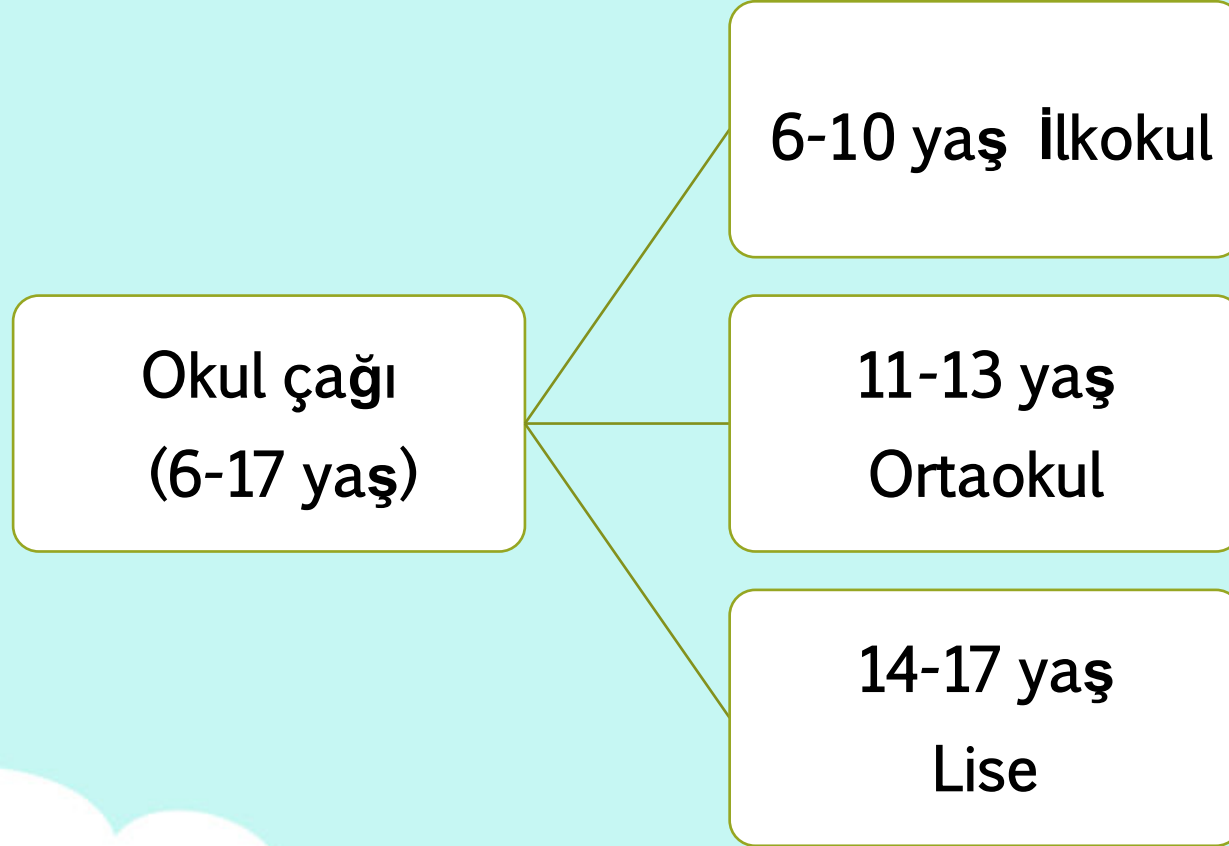 6-10 yaş İlkokul
Okul çağı
(6-17 yaş)
11-13 yaş
Ortaokul
14-17 yaş
Lise